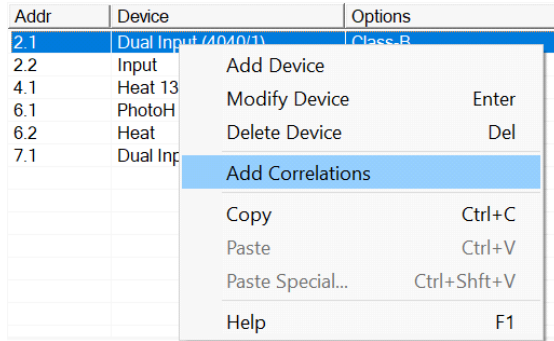 Addr Device Options
2.1 Dual Input (4040/1) Class-B
2.2 Input
4.1 Heat 13
6.1 PhotoH
6.2 Heat
7.1 Dual Inp
Add Device
Modify Device Enter
Delete Device Del
Add Correlations
Copy Ctrl+C
Paste Ctrl+V
Paste Special... Ctrl+Shft+V
Help F1